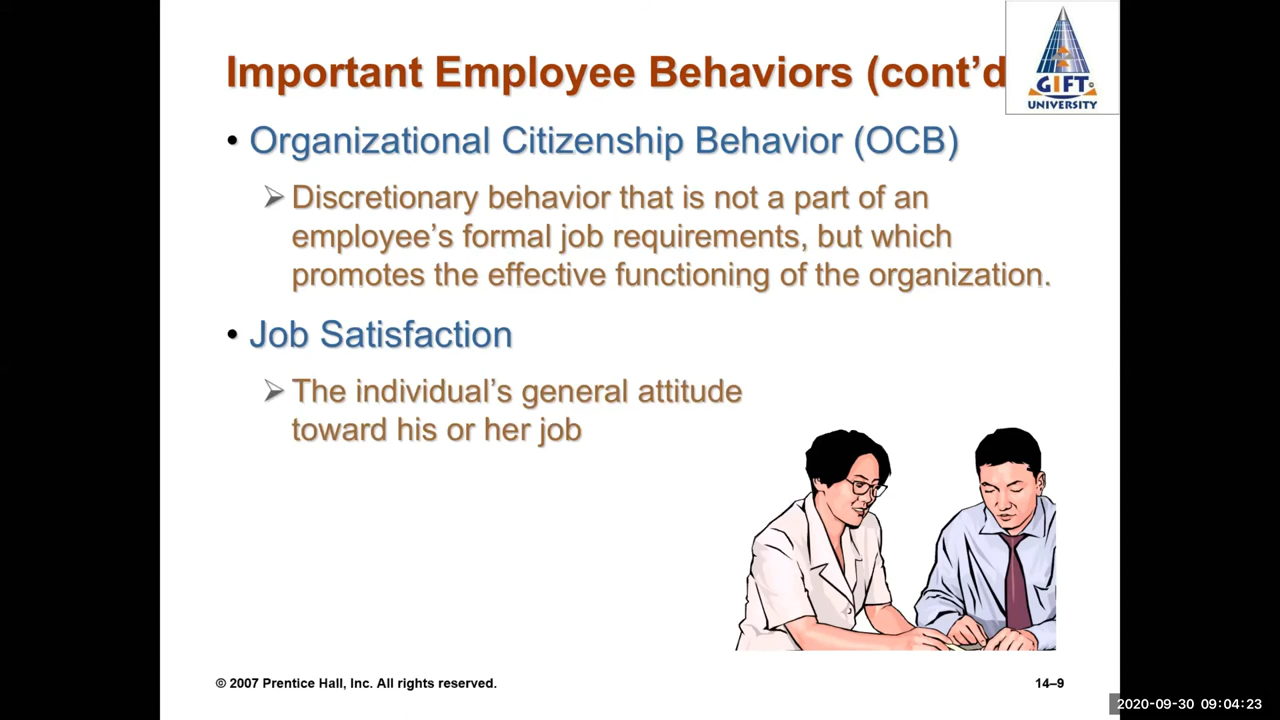 Important Employee Behaviors (cont'd
GIFT
UNIVERSITY
• Organizational Citizenship Behavior (OCB)
➢ Discretionary behavior that is not a part of an
employee's formal job requirements, but which
promotes the effective functioning of the organization.
• Job Satisfaction
➢ The individual's general attitude
toward his or her job
© 2007 Prentice Hall, Inc. All rights reserved.
14–9
2020-09-30 09:04:23